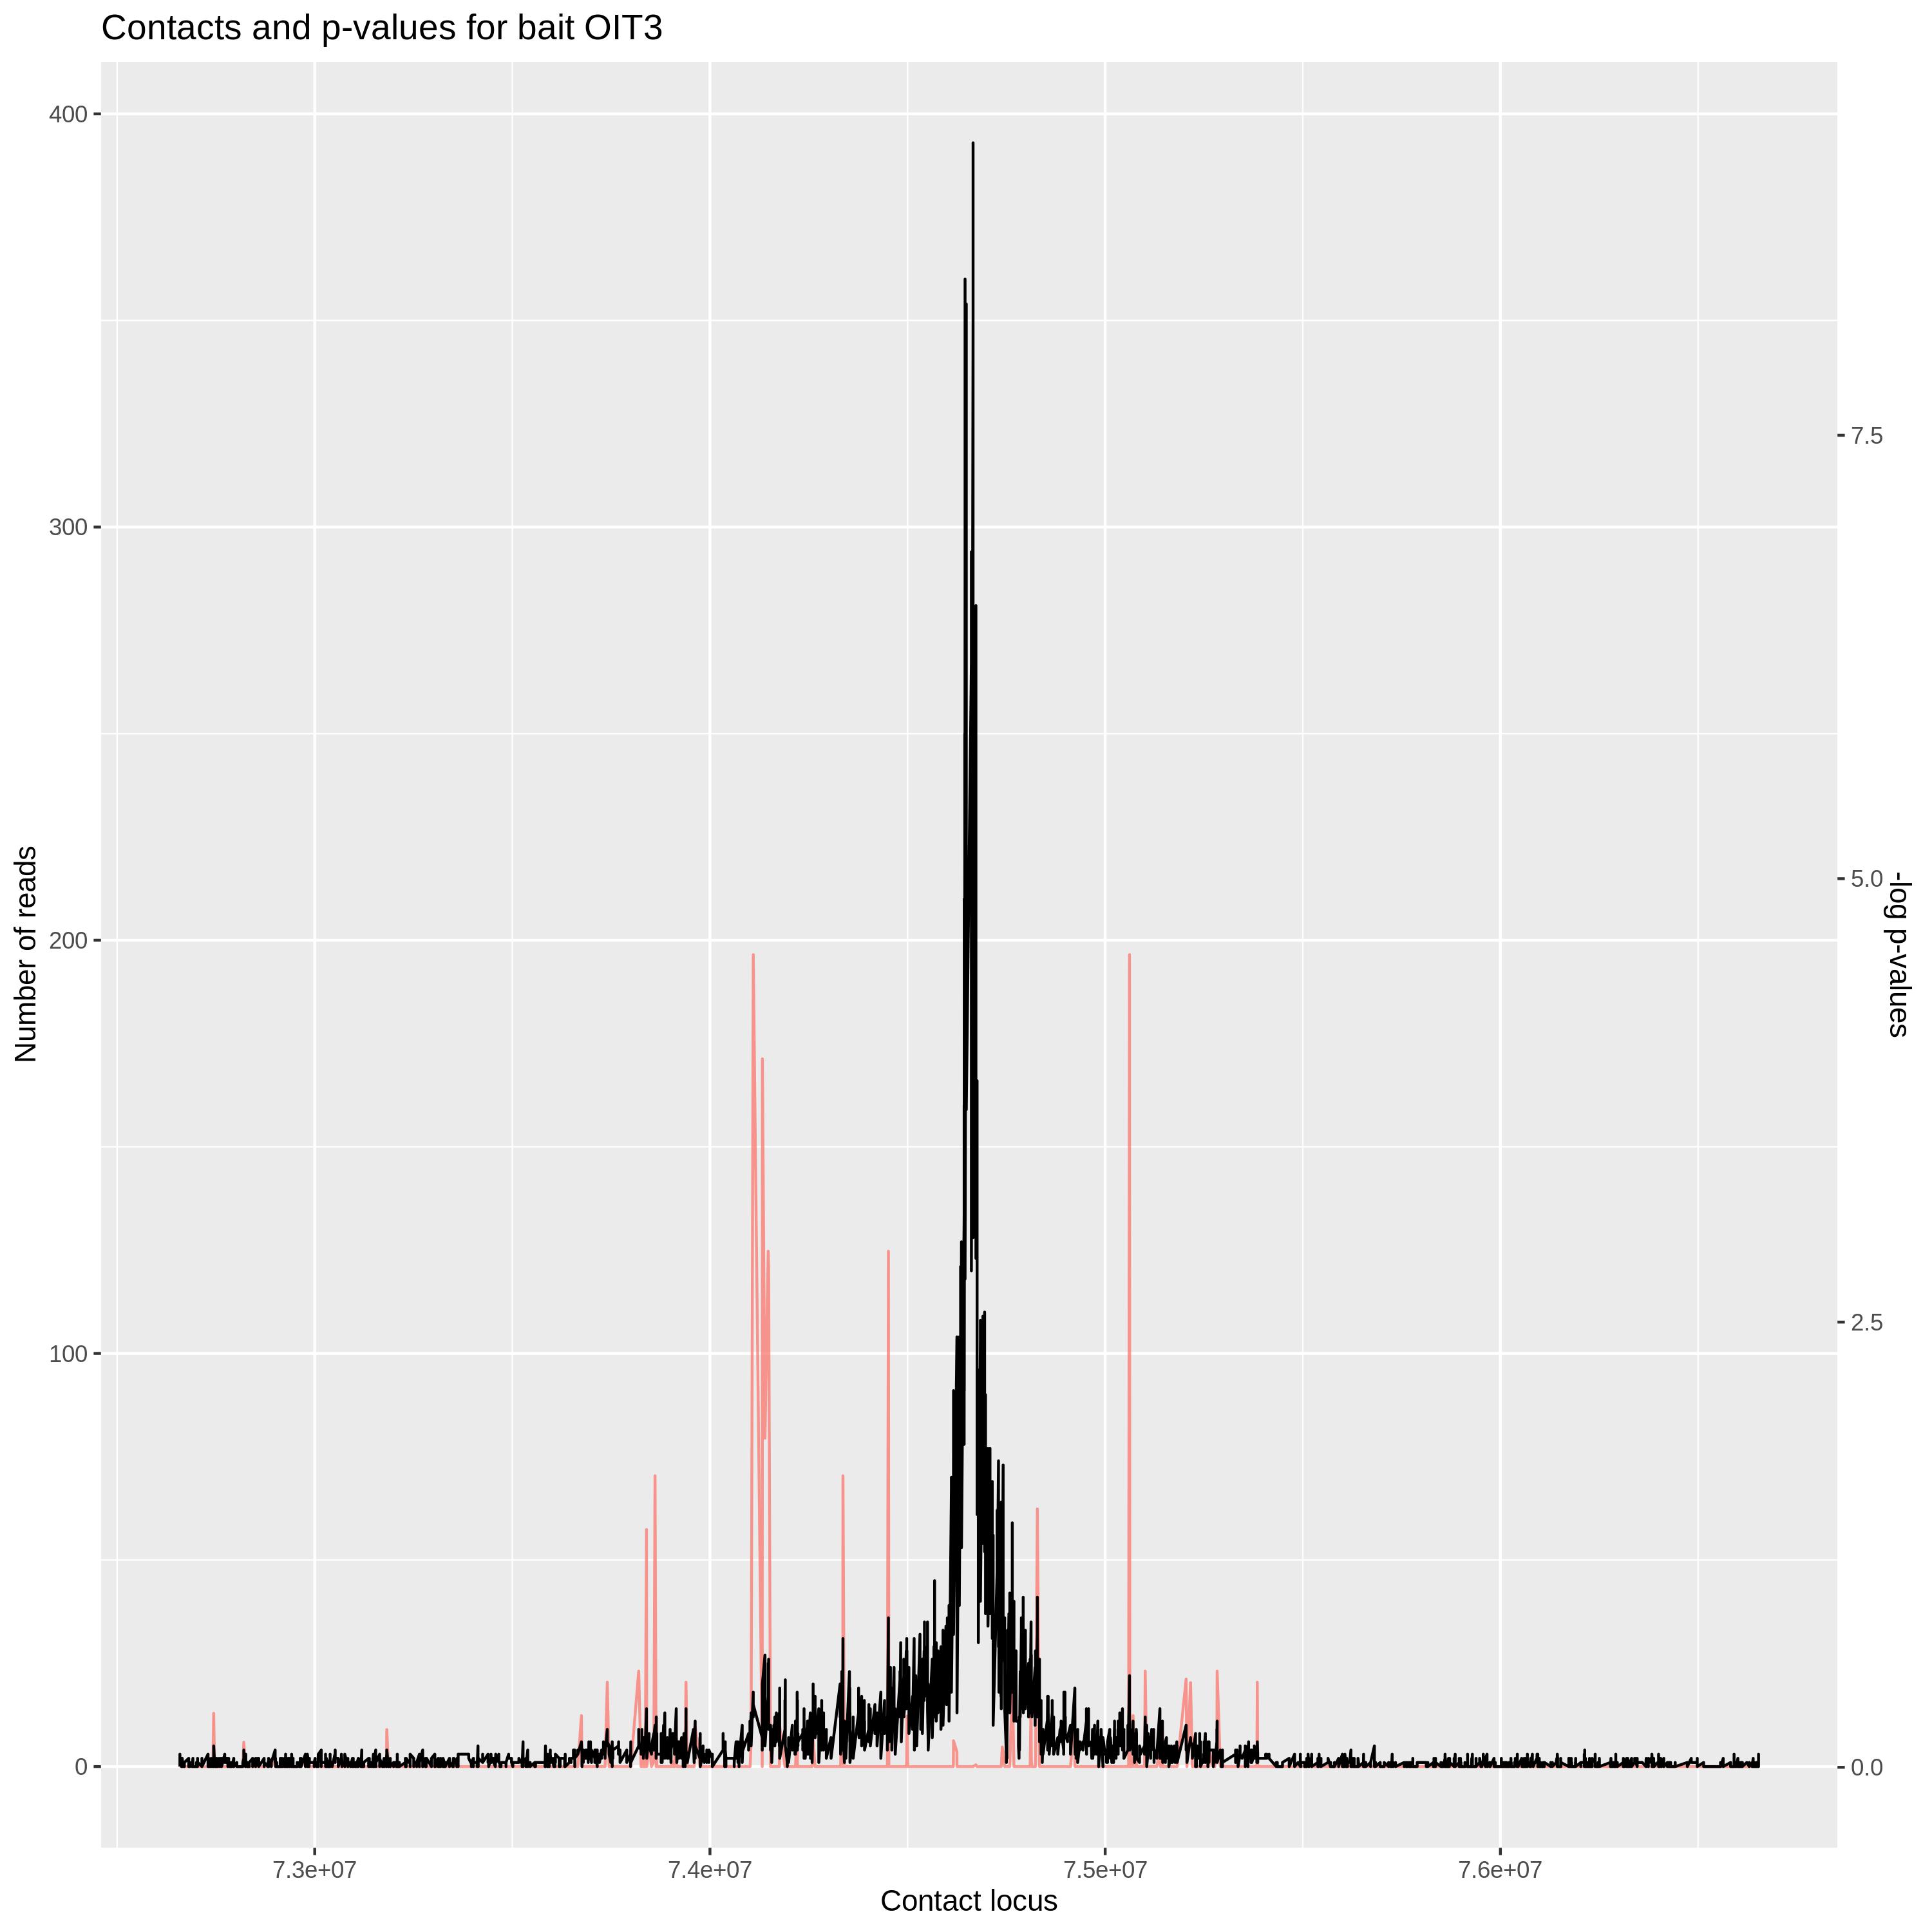 Contacts and p-values for bait OIT3
400
300
200
100
0
Number of reads
7.5
5.0
2.5
0.0
-log p-values
7.3e+07
7.4e+07
7.5e+07
7.6e+07
Contact locus